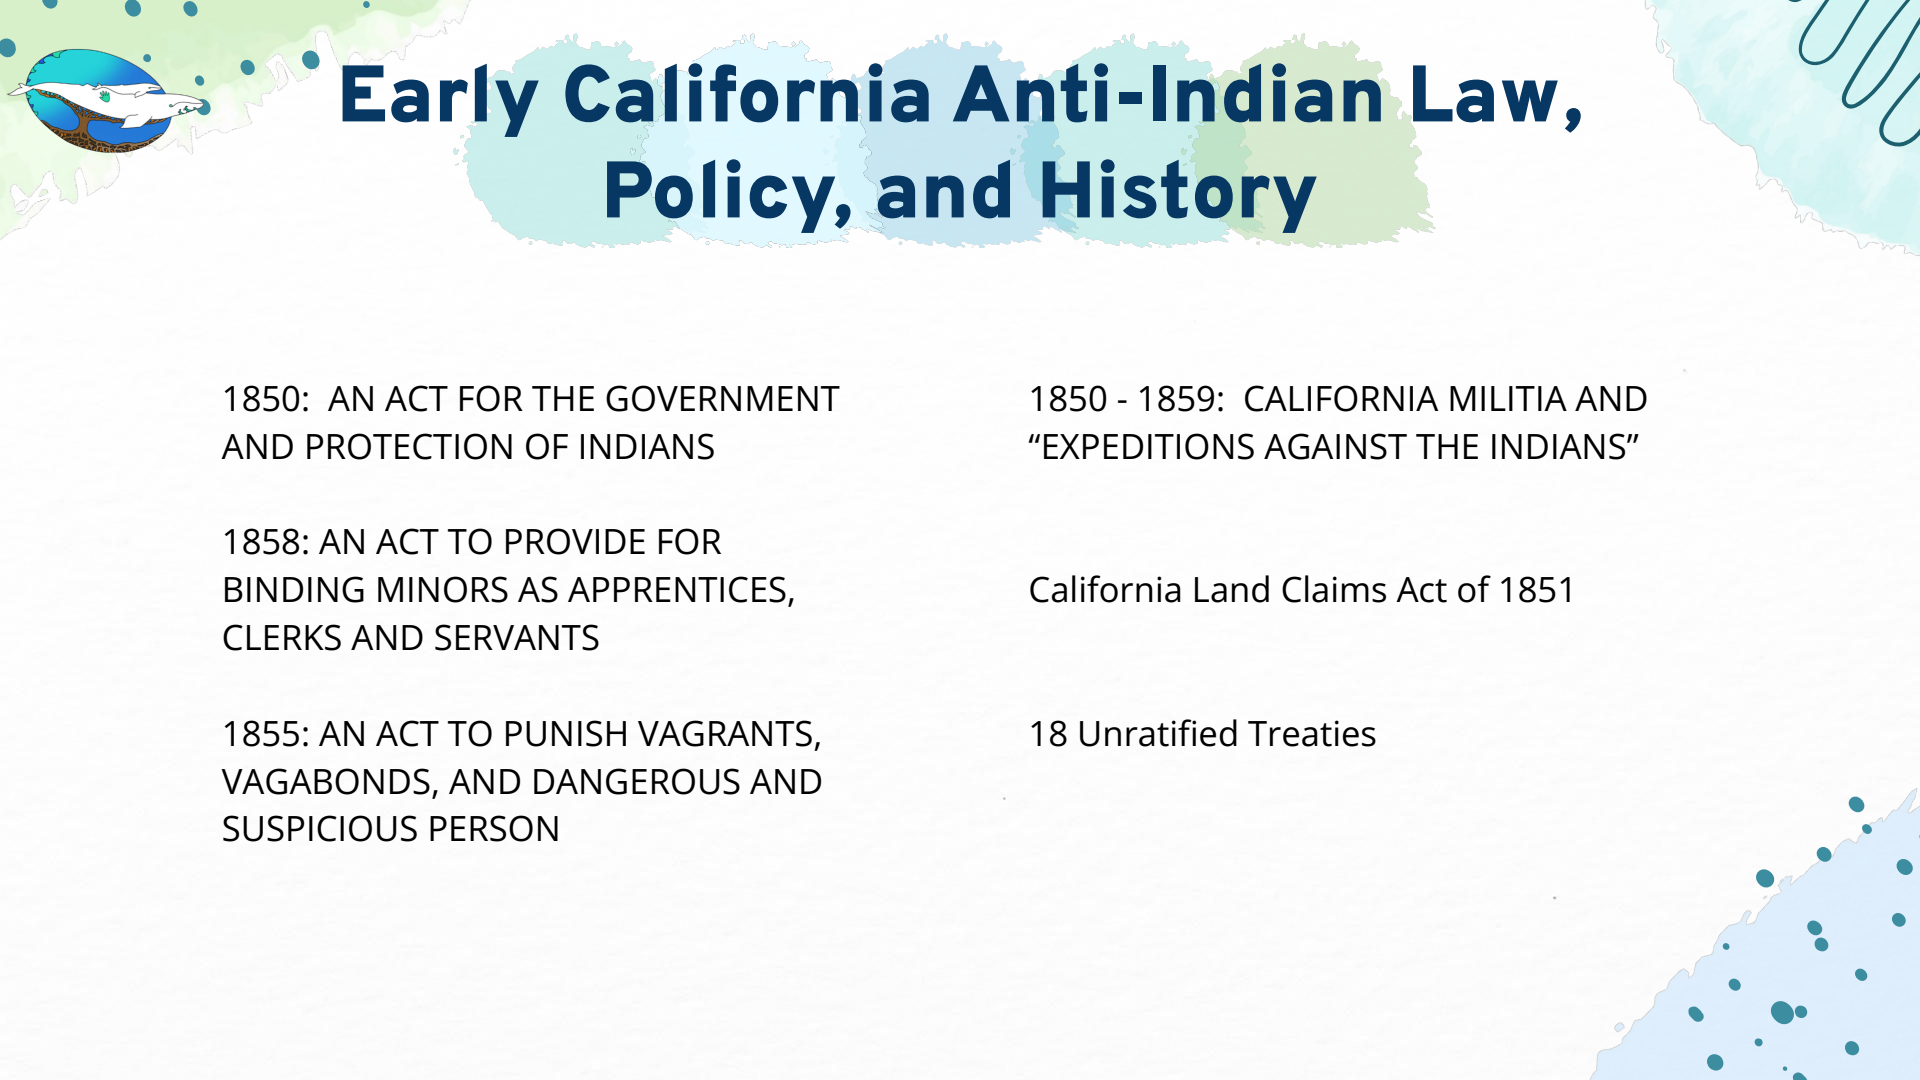 Early California Anti-Indian Law,
Policy, and History
1850:  AN ACT FOR THE GOVERNMENT
AND PROTECTION OF INDIANS
1858: AN ACT TO PROVIDE FOR
BINDING MINORS AS APPRENTICES,
CLERKS AND SERVANTS
1855: AN ACT TO PUNISH VAGRANTS,
VAGABONDS, AND DANGEROUS AND
SUSPICIOUS PERSON
1850 - 1859:  CALIFORNIA MILITIA AND
“EXPEDITIONS AGAINST THE INDIANS”
California Land Claims Act of 1851
18 Unratified Treaties